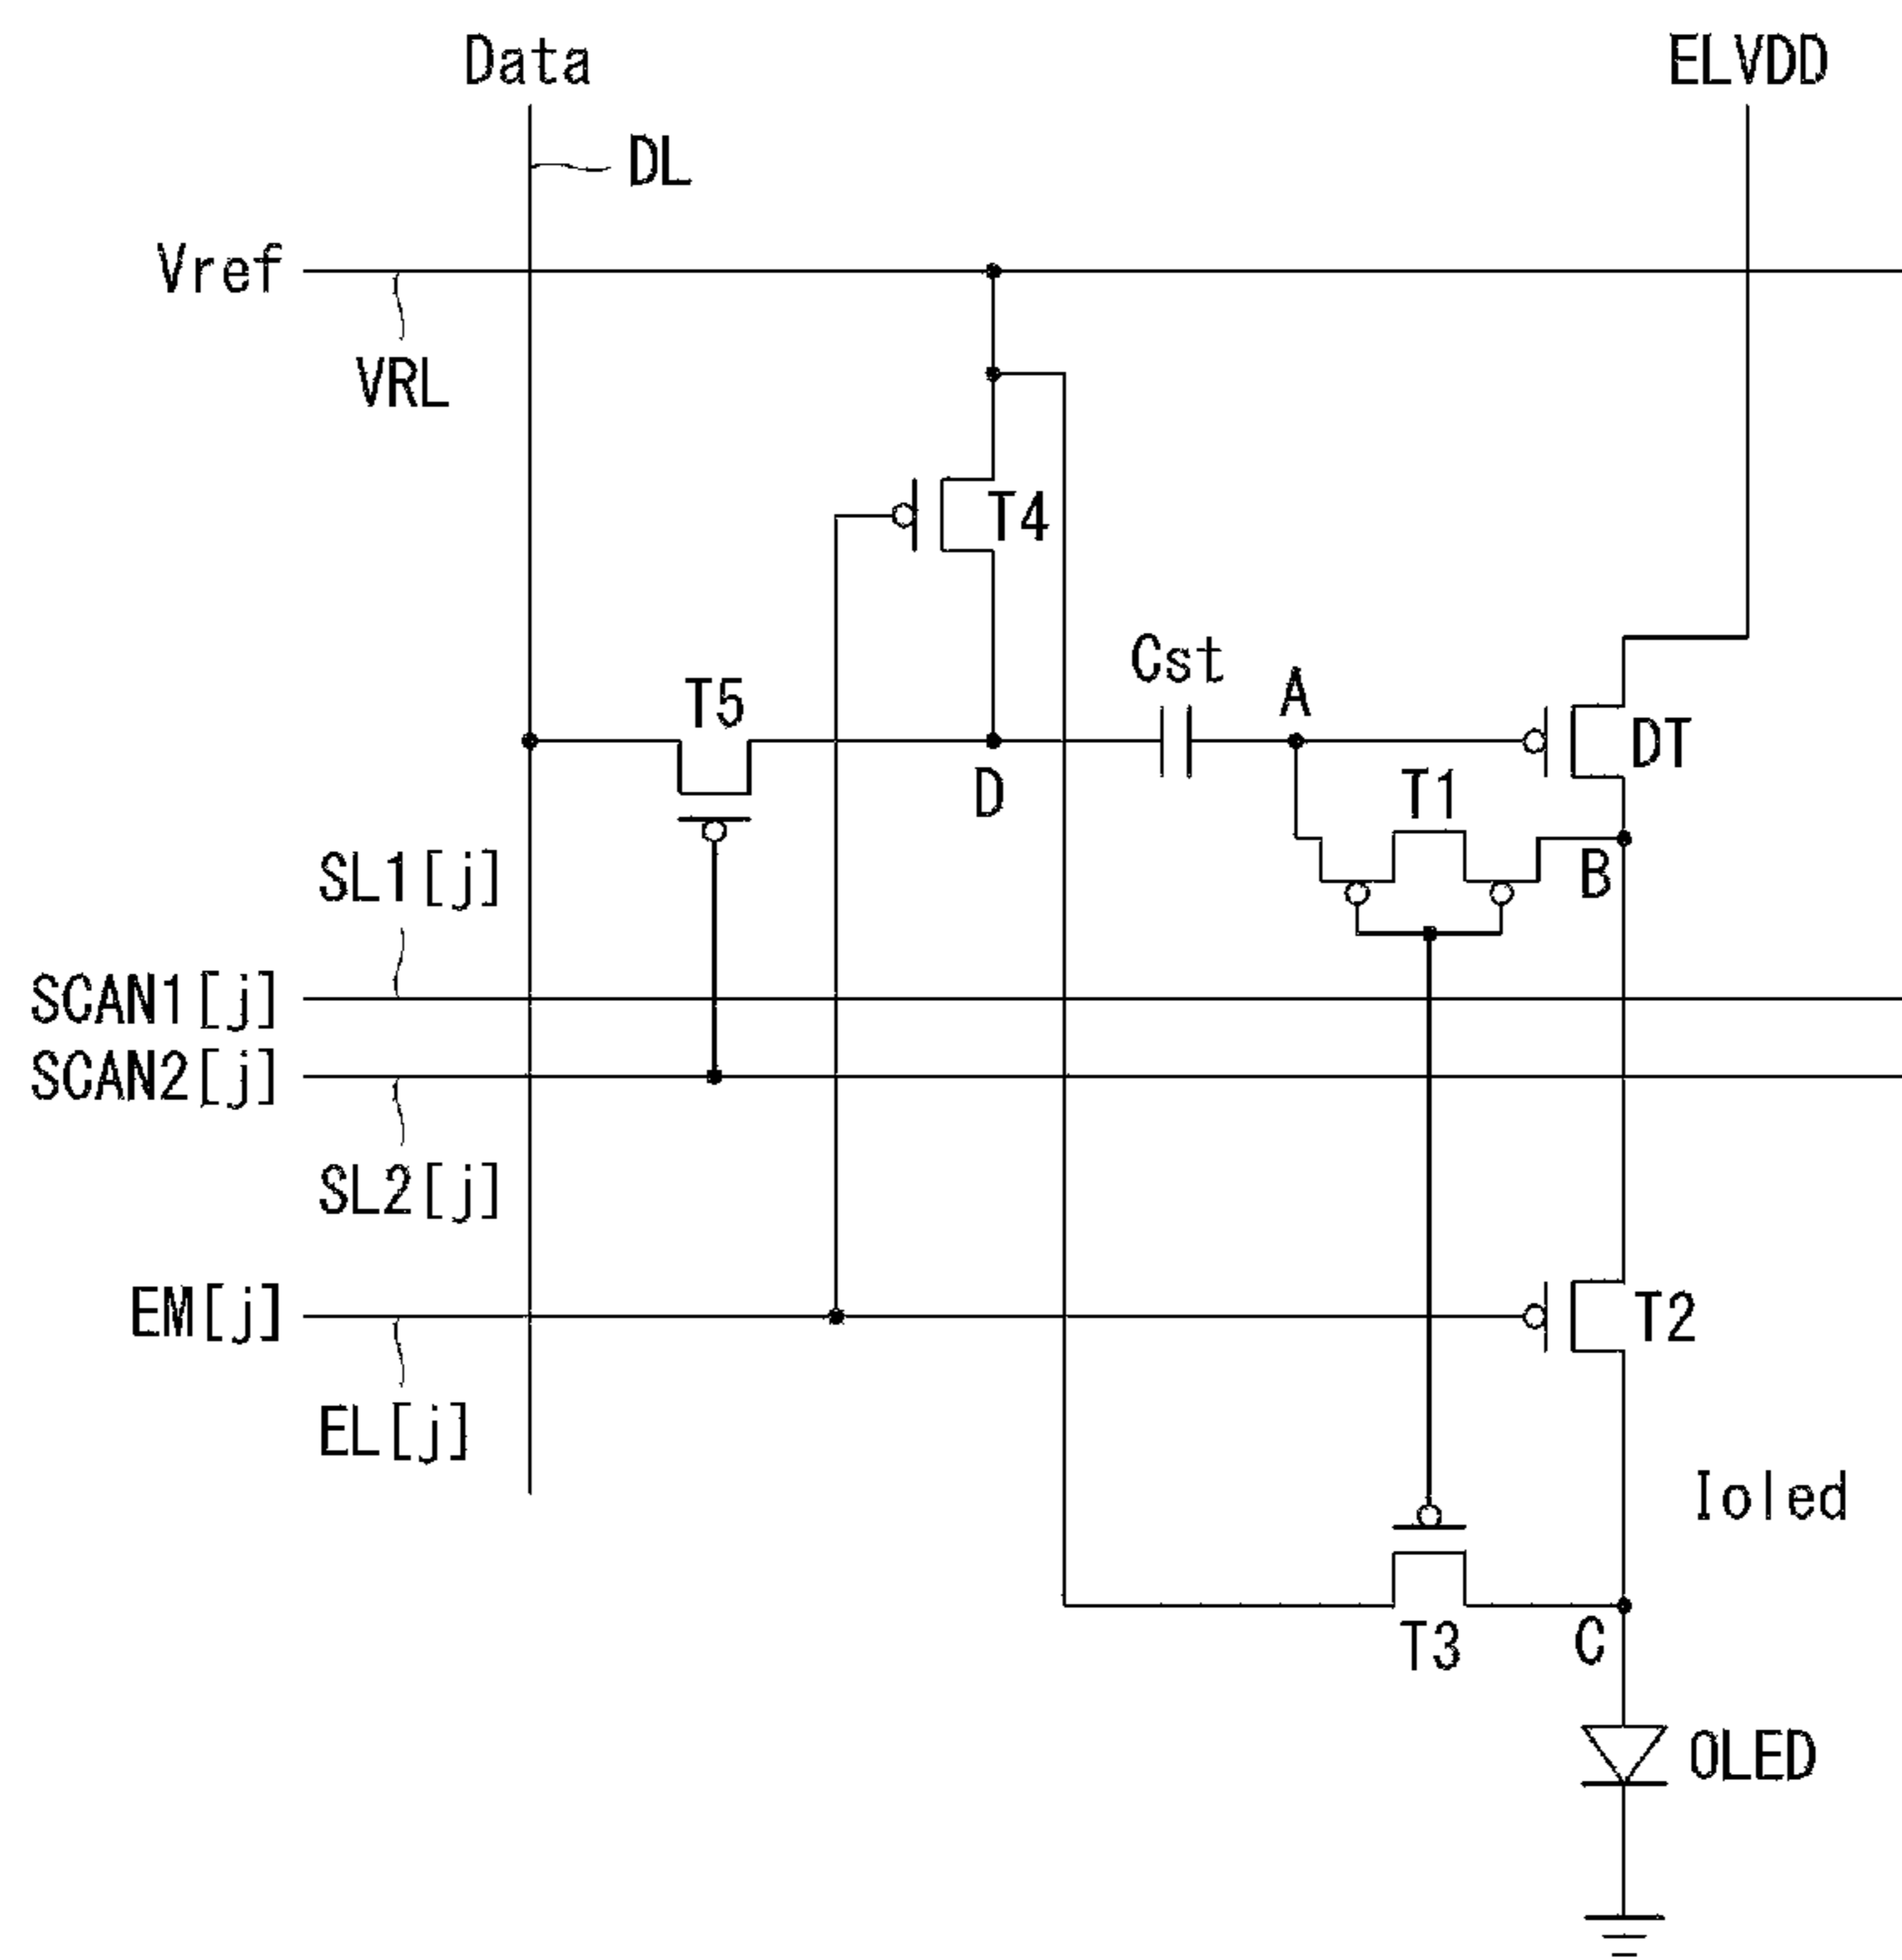 Data
ELVDD
DL
Vref
VRL
T4
Cst
A
T5
DT
D
T1
B
SL1[j]
SCAN1[j]
SCAN2[j]
SL2[j]
EM[j]
T2
EL[j]
Ioled
T3
C
OLED